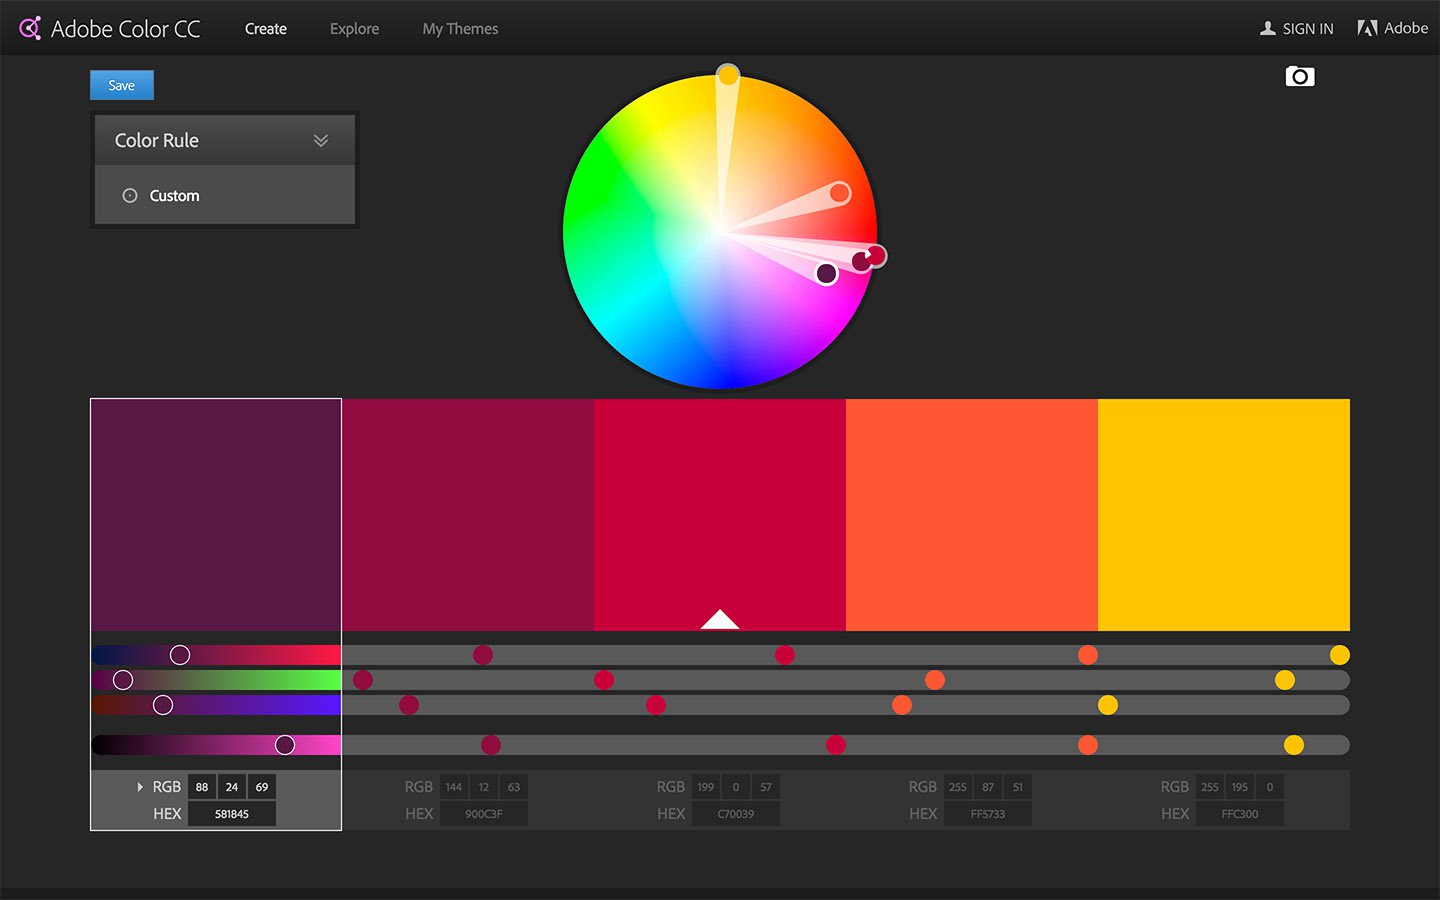 Adobe Color CC Create Explore My Themes SIGN IN Adobe
Save
Color Rule
Custom
RGB 88 24 69 RGB 144 12 63 RGB 199 0 57 RGB 255 87 51 RGB 255 195 0
HEX 581845 HEX 900C3F HEX C70039 HEX FF5733 HEX FFC300